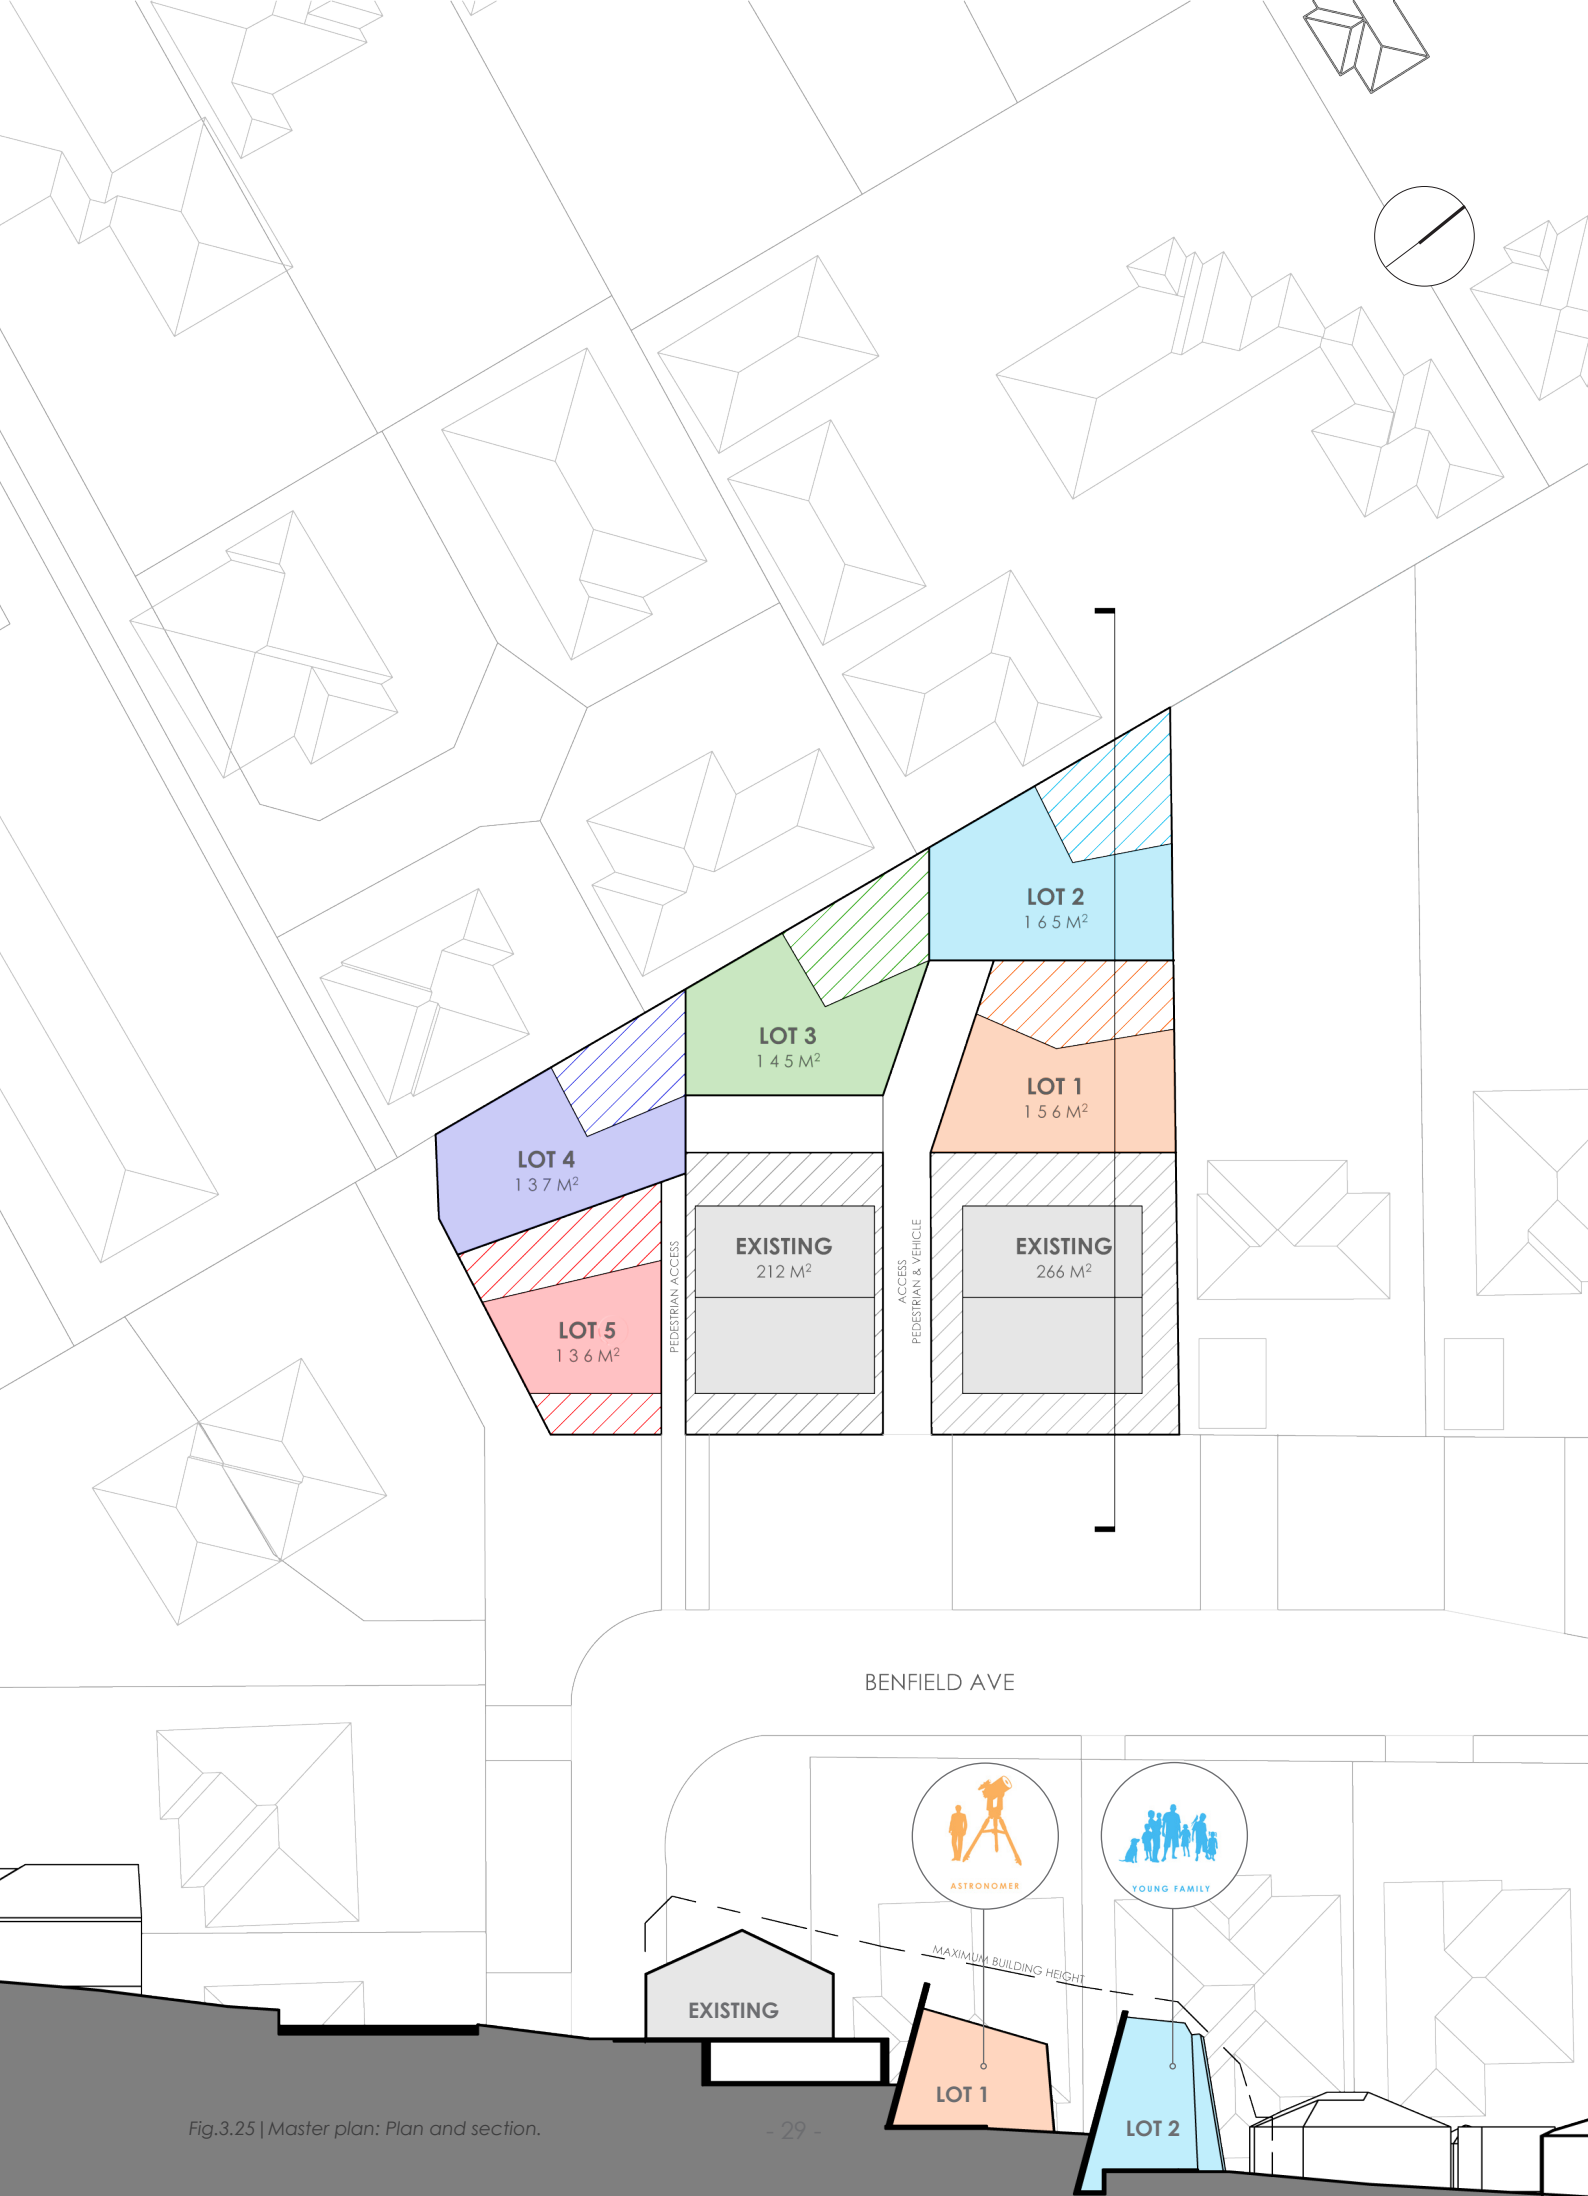 LOT 2
165 M²
LOT 3
145 M²
LOT 1
156 M²
LOT 4
137 M²
EXISTING
212 M²
EXISTING
266 M²
PEDESTRIAN ACCESS
ACCESS
PEDESTRIAN & VEHICLE
LOT 5
136 M²
BENFIELD AVE
ASTRONOMER
YOUNG FAMILY
MAXIMUM BUILDING HEIGHT
EXISTING
LOT 1
LOT 2
Fig.3.25|Master plan: Plan and section.
- 29 -